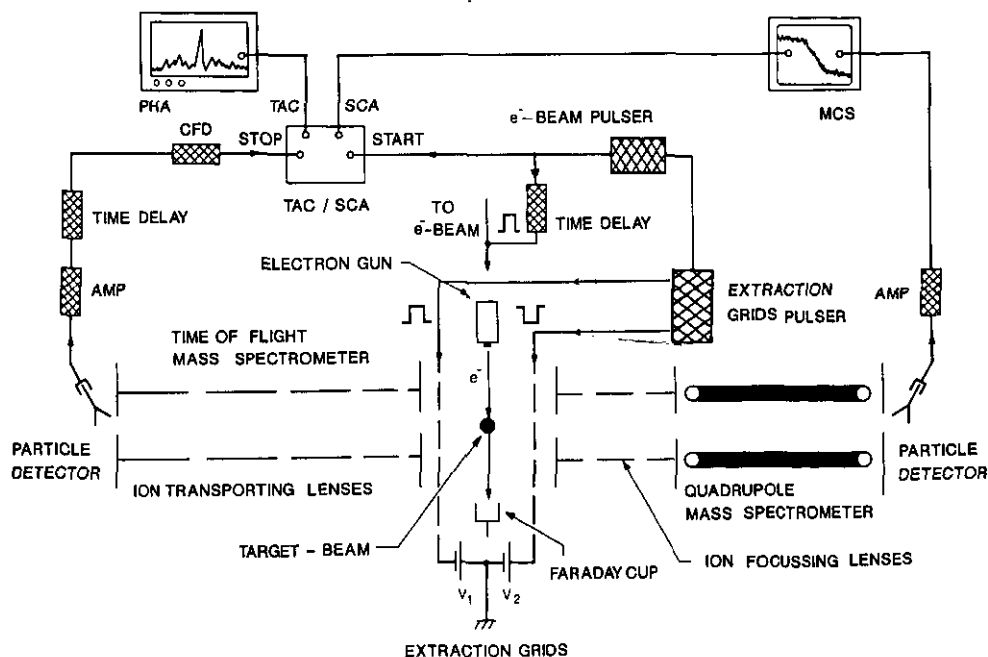 PHA
TAC
SCA
MCS
CFD
STOP
START
e⁻-BEAM PULSER
TAC / SCA
TIME DELAY
TO
e⁻-BEAM
TIME DELAY
ELECTRON GUN
AMP
EXTRACTION
GRIDS PULSER
AMP
TIME OF FLIGHT
MASS SPECTROMETER
e⁻
PARTICLE
DETECTOR
ION TRANSPORTING LENSES
QUADRUPOLE
MASS SPECTROMETER
PARTICLE
DETECTOR
TARGET - BEAM
FARADAY CUP
ION FOCUSSING LENSES
V₁
V₂
EXTRACTION GRIDS